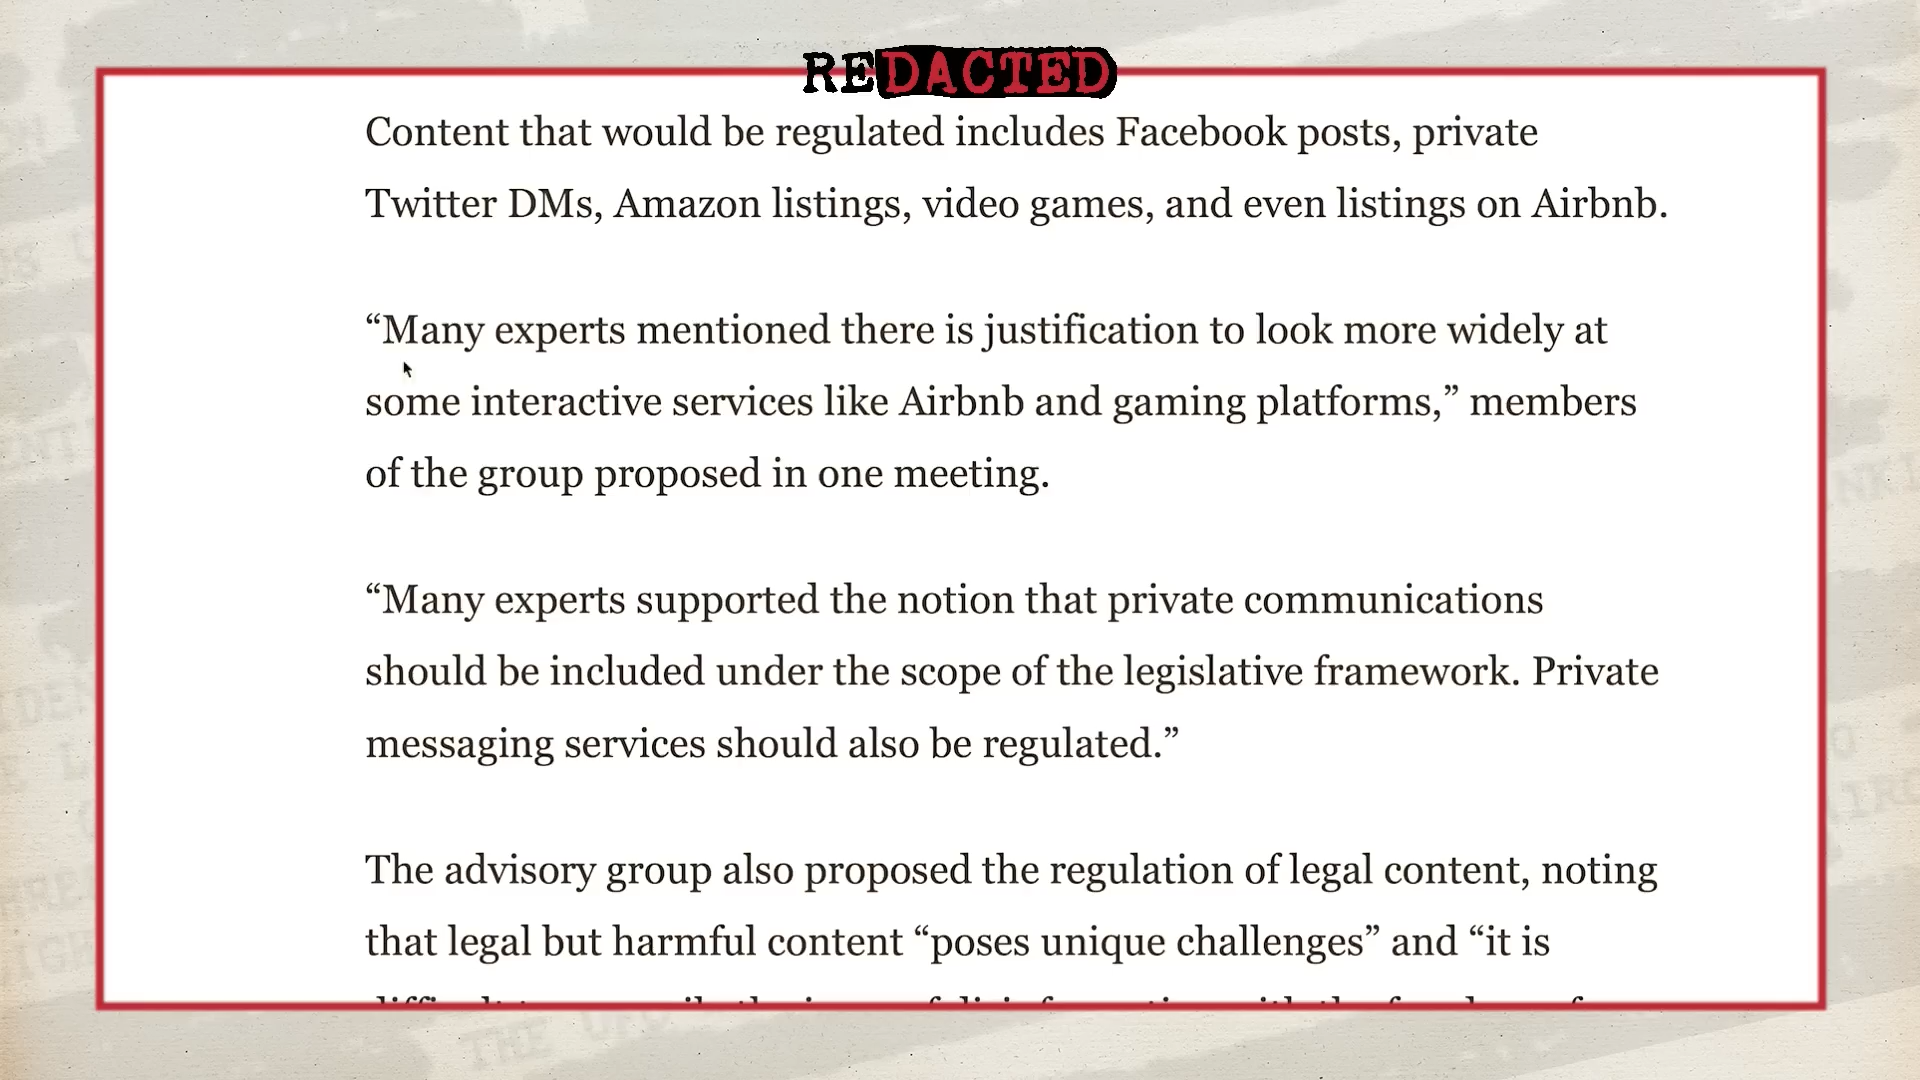 REDACTED
Content that would be regulated includes Facebook posts, private
Twitter DMs, Amazon listings, video games, and even listings on Airbnb.
“Many experts mentioned there is justification to look more widely at
some interactive services like Airbnb and gaming platforms,” members
of the group proposed in one meeting.
“Many experts supported the notion that private communications
should be included under the scope of the legislative framework. Private
messaging services should also be regulated.”
The advisory group also proposed the regulation of legal content, noting
that legal but harmful content “poses unique challenges” and “it is